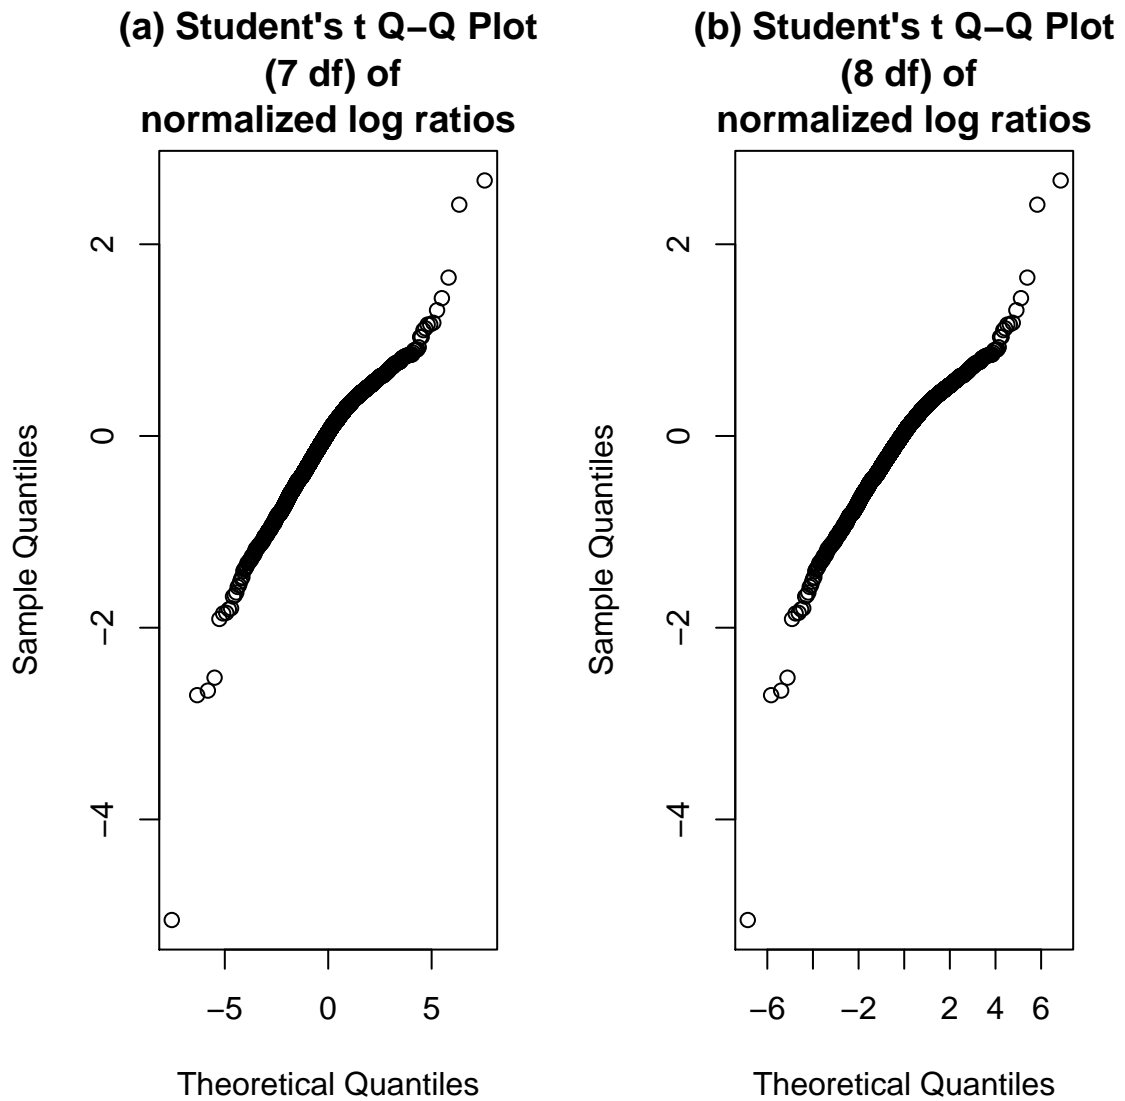 (a) Student's t Q−Q Plot
(7 df) of
normalized log ratios
2
0
−2
−4
Sample Quantiles
−5 0 5
Theoretical Quantiles
(b) Student's t Q−Q Plot
(8 df) of
normalized log ratios
2
0
−2
−4
Sample Quantiles
−6 −2 2 4 6
Theoretical Quantiles